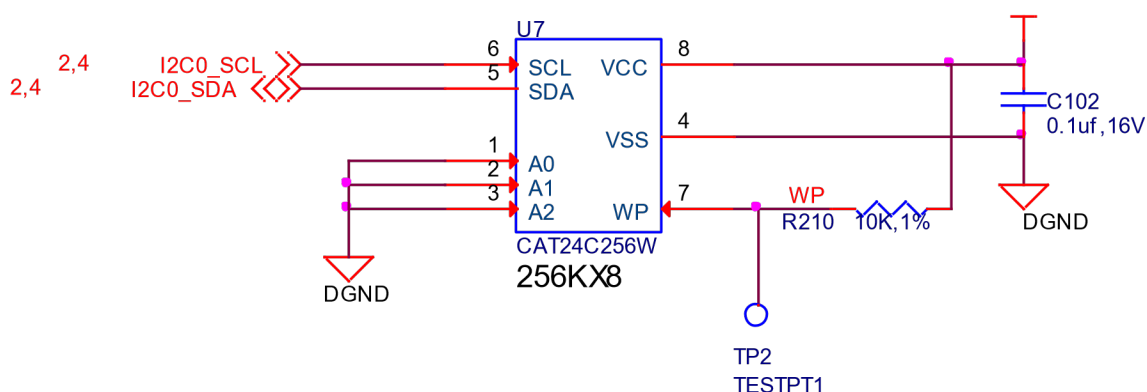 U7
2,4 I2C0_SCL 6 SCL VCC 8
2,4 I2C0_SDA 5 SDA
C102
0.1uf,16V
VSS 4
1 A0
2 A1
3 A2 WP 7 WP
R210 10K,1%
DGND
CAT24C256W
256KX8
DGND
TP2
TESTPT1